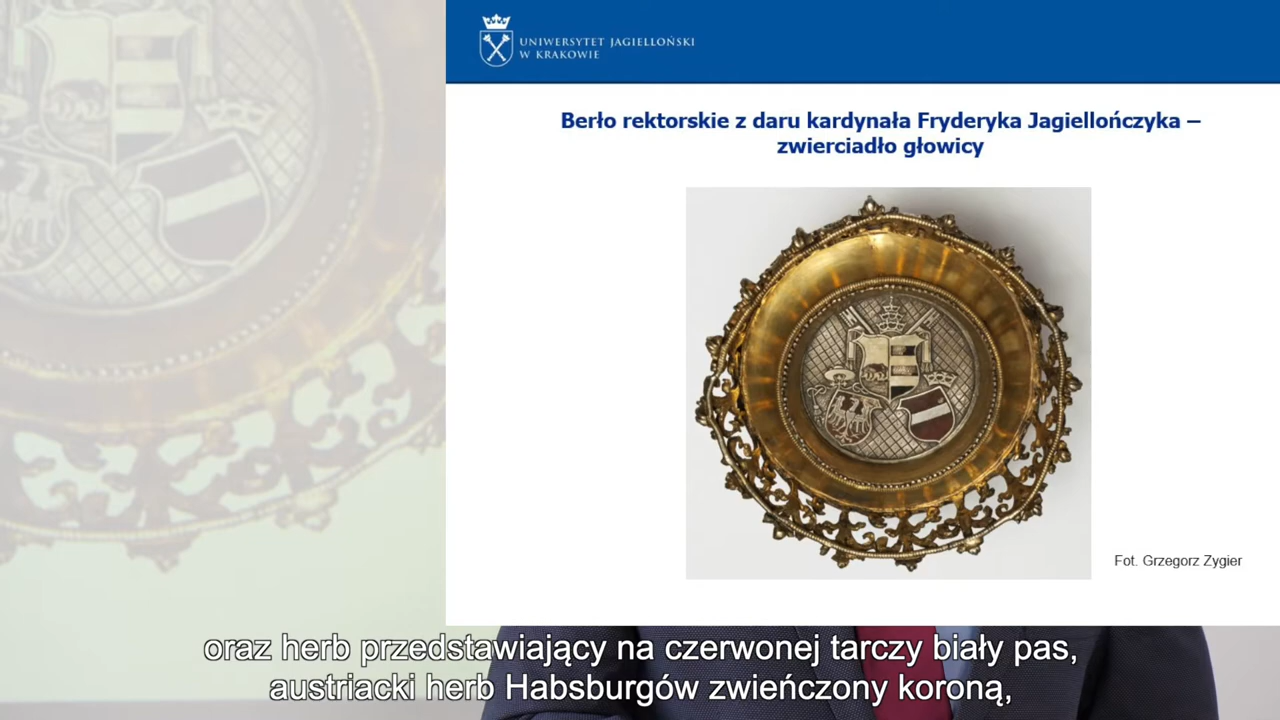 UNIWERSYTET JAGIELLOŃSKI
W KRAKOWIE
Berło rektorskie z daru kardynała Fryderyka Jagiellończyka –
zwierciadło głowicy
Fot. Grzegorz Zygier
oraz herb przedstawiający na czerwonej tarczy biały pas,
austriacki herb Habsburgów zwieńczony koroną,